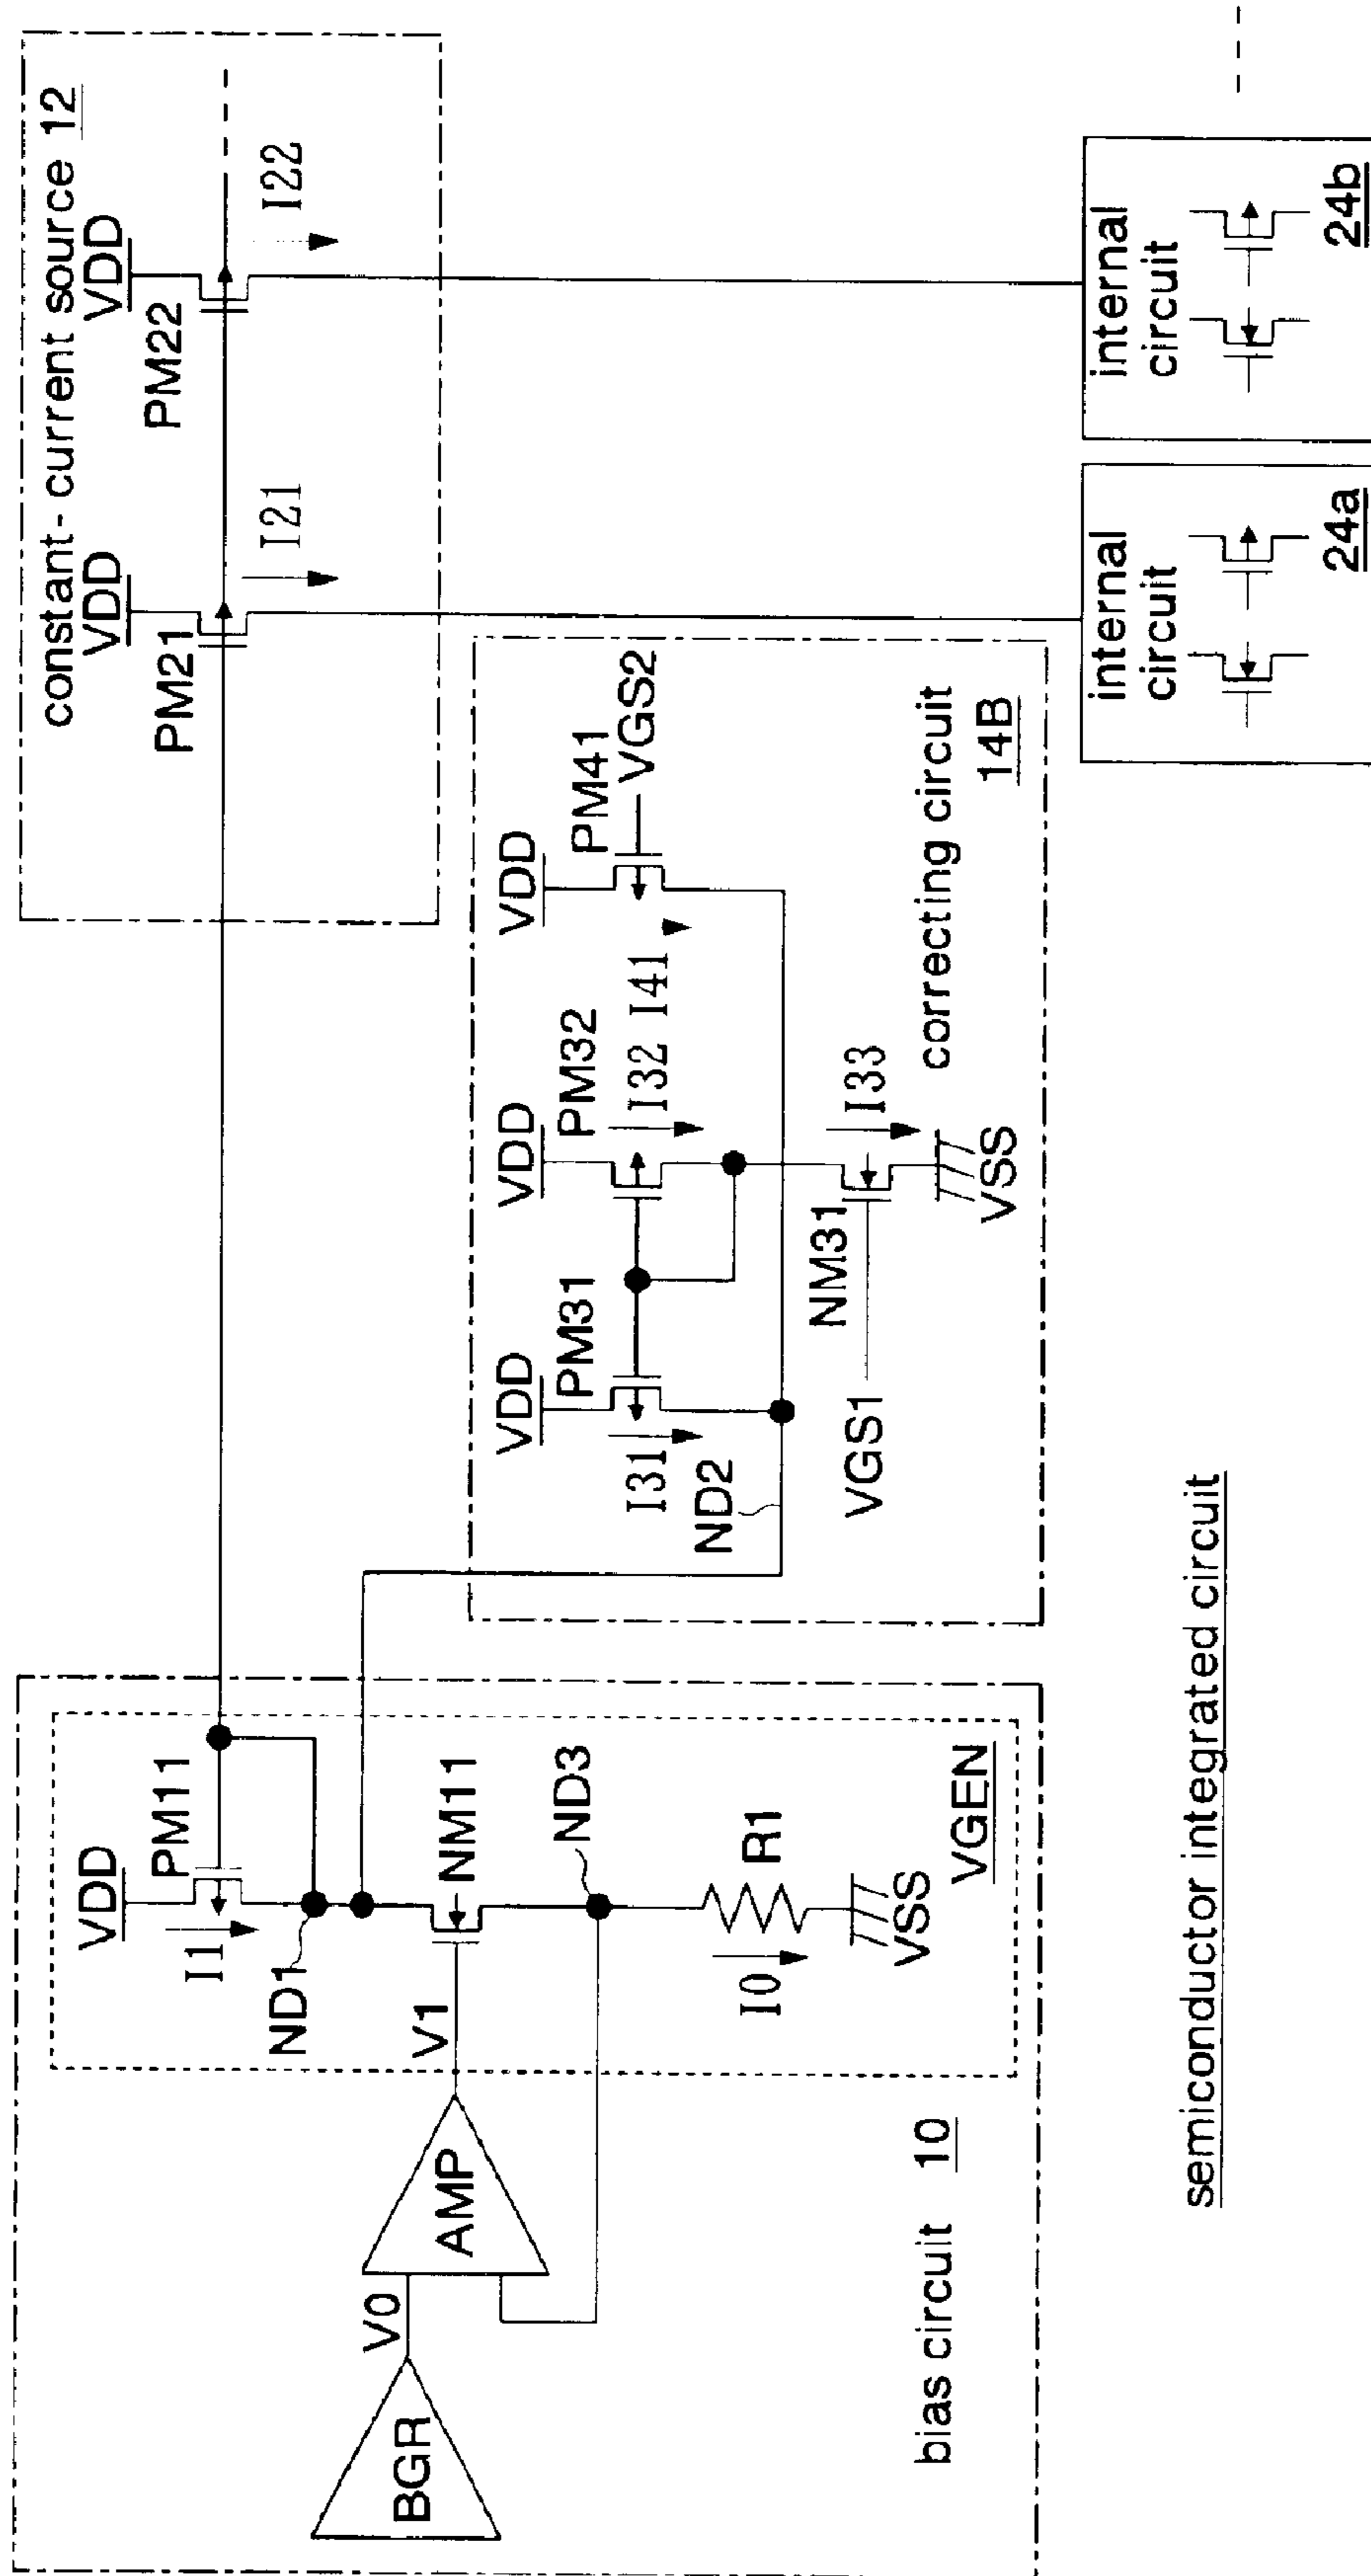 constant- current source 12
VDD
VDD
PM21
PM22
I21
I22
VDD
PM11
I1
ND1
V1
NM11
ND3
R1
I0
VSS
VGEN
BGR
V0
AMP
bias circuit 10
VDD
PM31
I31
ND2
VDD
PM32
I32
VDD
PM41
VGS2
I41
VGS1
NM31
I33
VSS
correcting circuit
14B
internal
circuit
24a
internal
circuit
24b
semiconductor integrated circuit